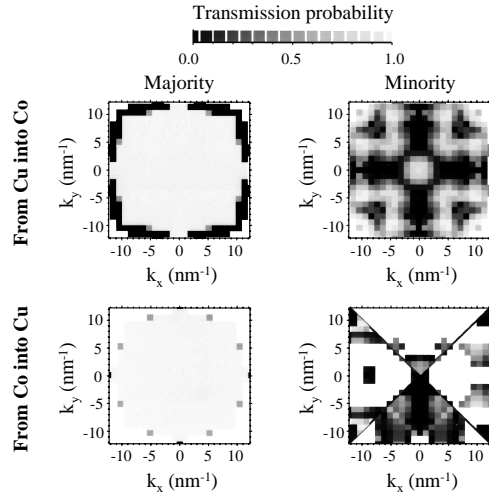 Transmission probability
0.0 0.5 1.0
Majority Minority
From Cu into Co
k_y (nm⁻¹)
10
5
0
-5
-10
-10 -5 0 5 10
k_x (nm⁻¹)
k_y (nm⁻¹)
10
5
0
-5
-10
-10 -5 0 5 10
k_x (nm⁻¹)
From Co into Cu
k_y (nm⁻¹)
10
5
0
-5
-10
-10 -5 0 5 10
k_x (nm⁻¹)
k_y (nm⁻¹)
10
5
0
-5
-10
-10 -5 0 5 10
k_x (nm⁻¹)